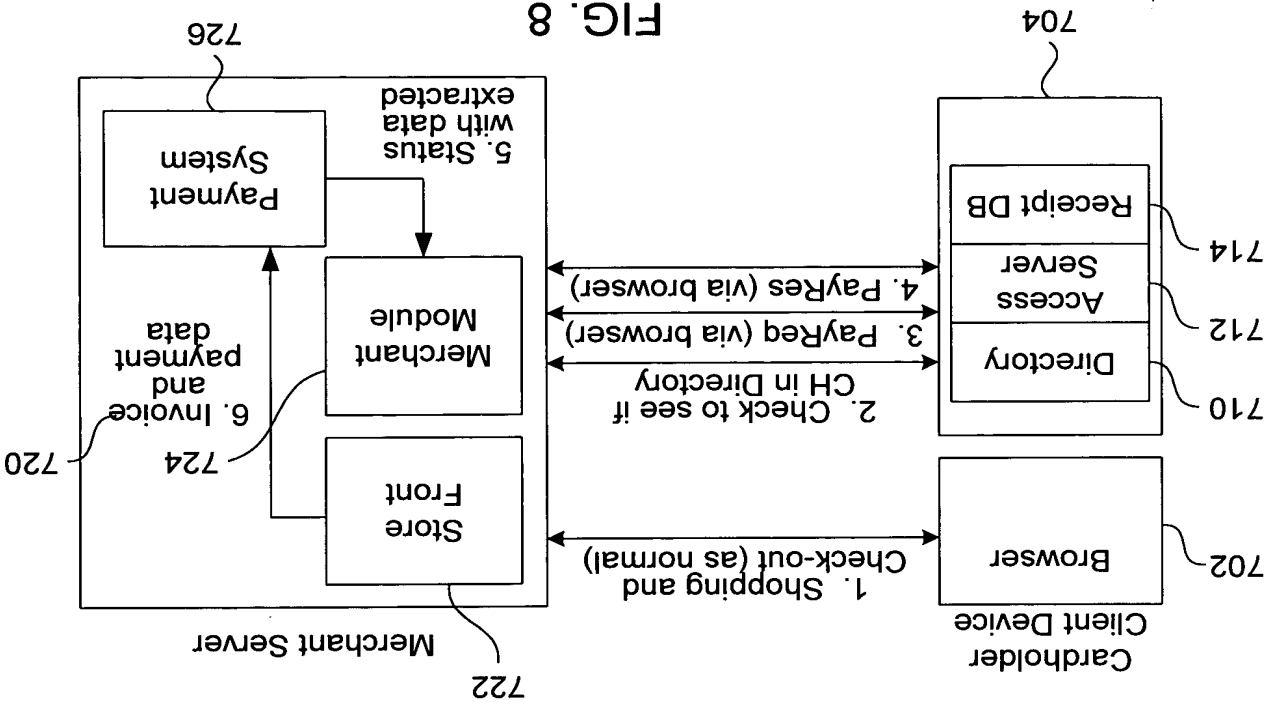 722
Cardholder
Client Device
Merchant Server
702
Browser
1. Shopping and
Check-out (as normal)
Store
Front
710
712
714
Directory
Access
Server
Receipt DB
704
2. Check to see if
CH in Directory
3. PayReq (via browser)
4. PayRes (via browser)
724
Merchant
Module
720
6. Invoice
and
payment
data
5. Status
with data
extracted
Payment
System
726
FIG. 8